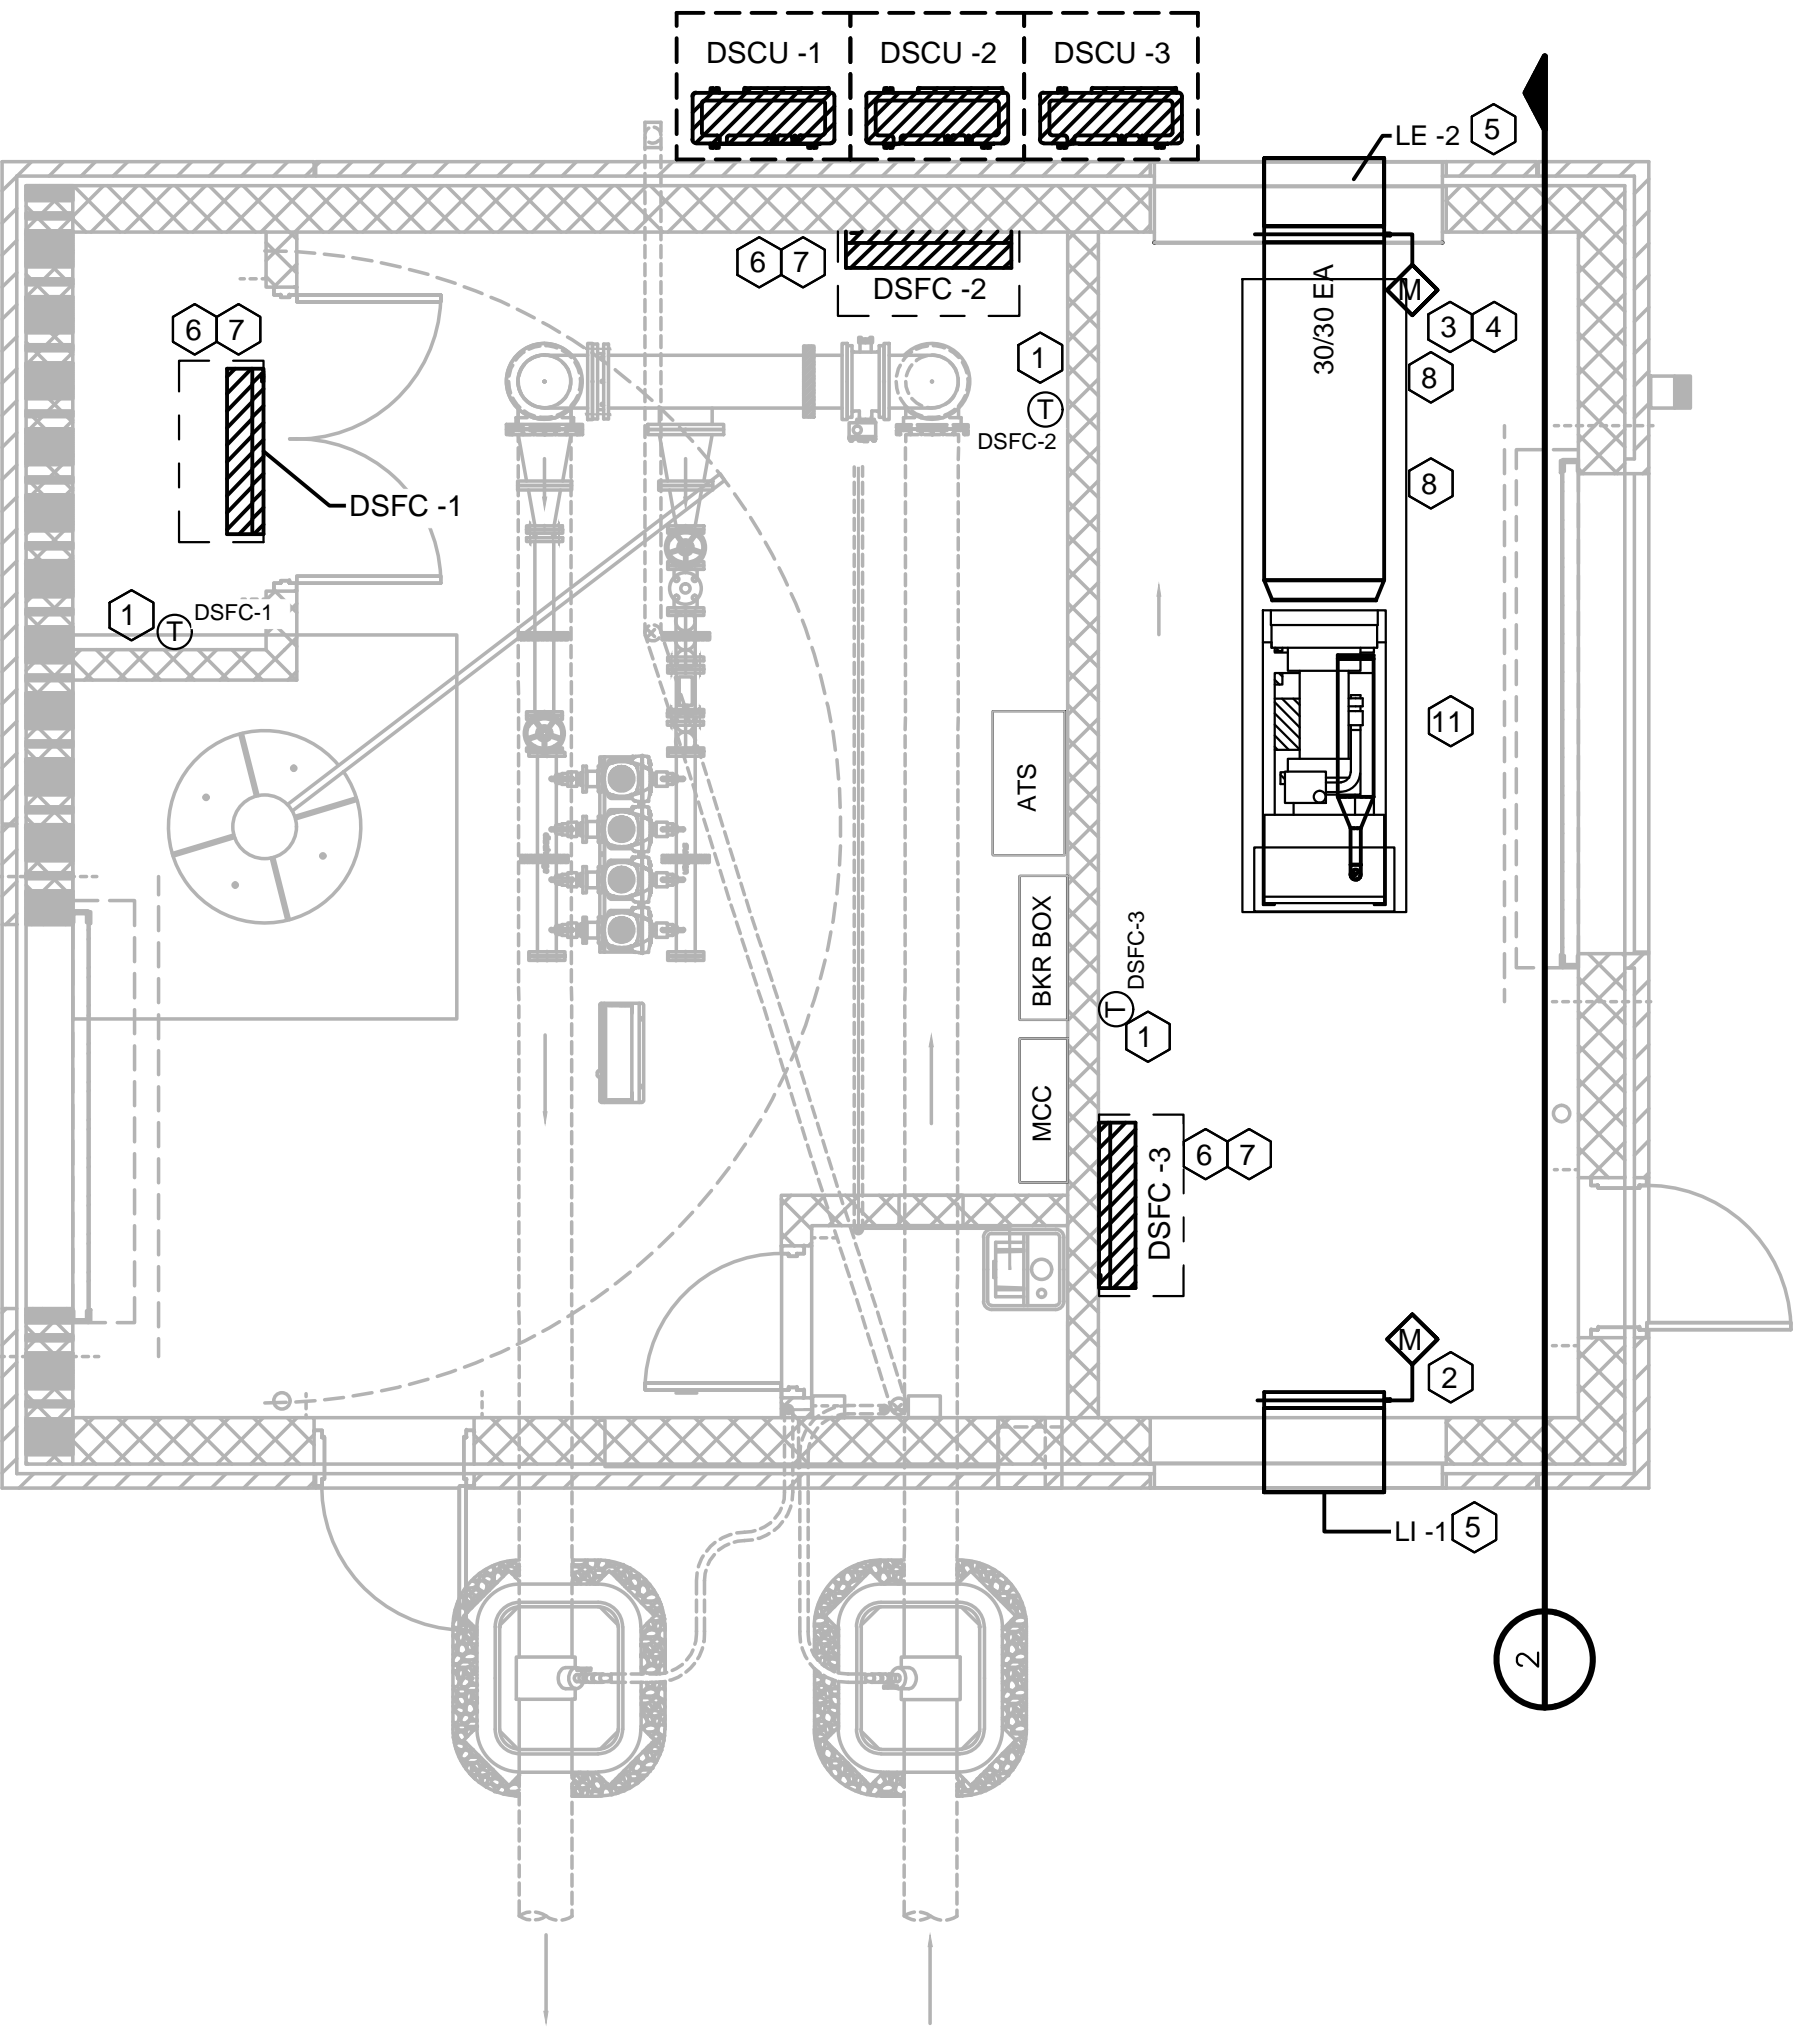 DSCU -1
DSCU -2
DSCU -3
LE -2
5
6 7
DSFC -2
30/30 EA
M
3 4
6 7
1
8
T
DSFC-2
8
DSFC -1
1
T
DSFC-1
11
ATS
BKR BOX
DSFC-3
T
1
MCC
DSFC -3
6 7
M
2
LI -1
5
2